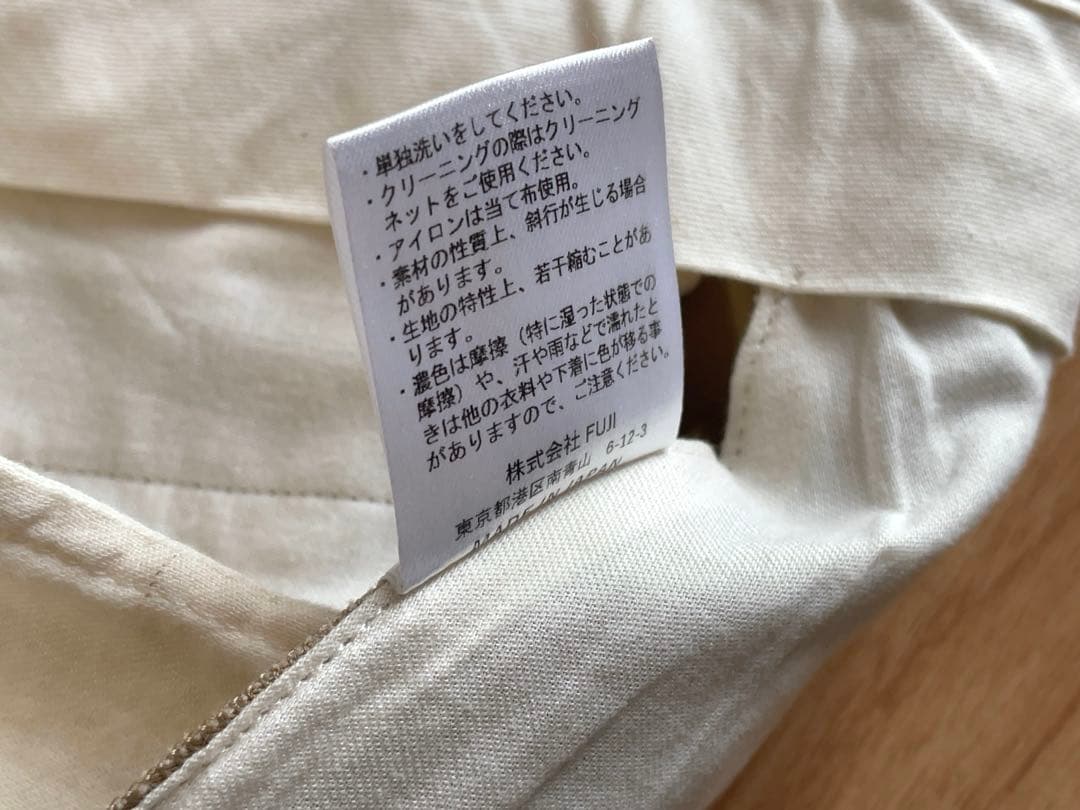 ・単独洗いをしてください。
・クリーニングの際はクリーニング
ネットをご使用ください。
・アイロンは当て布使用。
・素材の性質上、斜行が生じる場合
があります。
・生地の特性上、若干縮むことがあ
ります。
・濃色は摩擦（特に湿った状態での
摩擦）や、汗や雨などで濡れたと
きは他の衣料や下着に色が移る事
がありますので、ご注意ください。
株式会社 FUJI
東京都港区南青山 6-12-3
MADE IN JAPAN